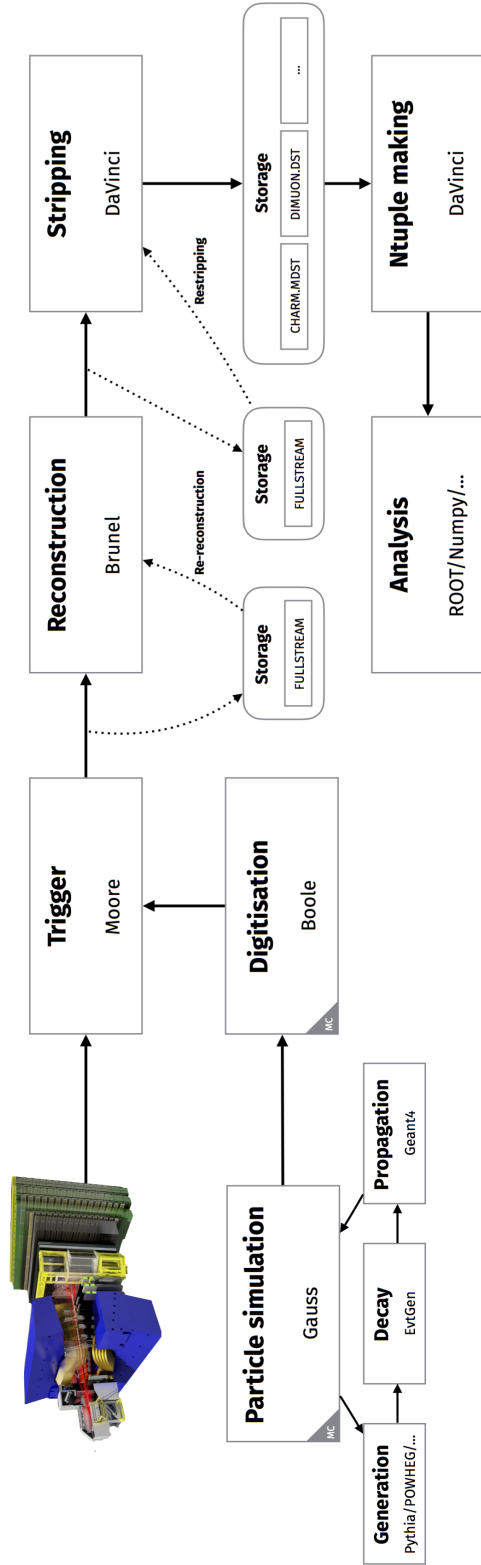 Trigger
Moore
Reconstruction
Brunel
Stripping
DaVinci
Re-reconstruction
Restripping
Particle simulation
Gauss
MC
Digitisation
Boole
MC
Storage
FULLSTREAM
Storage
FULLSTREAM
Storage
CHARM.MDST
DIMUON.DST
...
Generation
Pythia/POWHEG/...
Decay
EvtGen
Propagation
Geant4
Analysis
ROOT/Numpy/...
Ntuple making
DaVinci